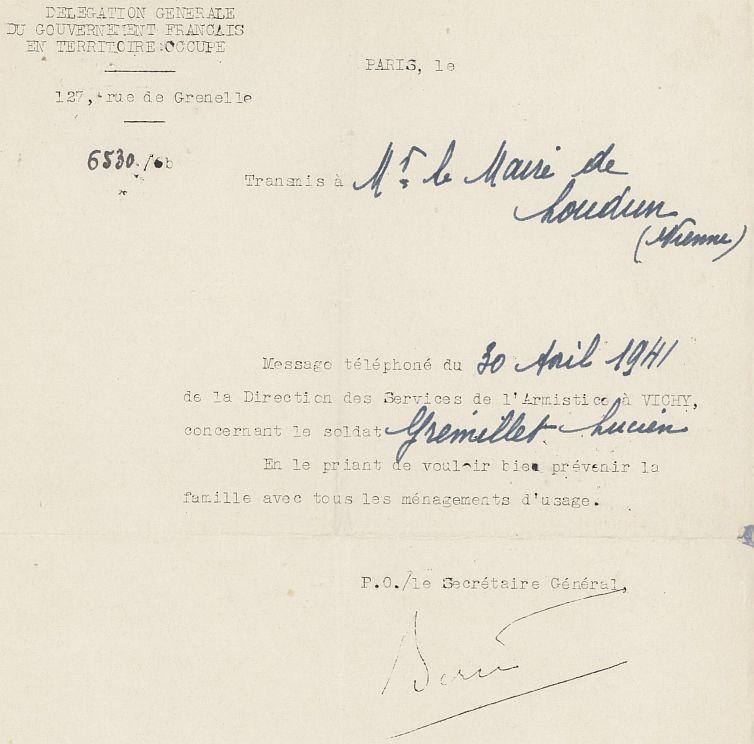 DELEGATION GENERALE
DU GOUVERNEMENT FRANCAIS
EN TERRITOIRE OCCUPE
127, rue de Grenelle
6530./6b
PARIS, le
Transmis à Mr. le Maire de
Loudun
(Vienne)
Message téléphoné du 30 Avril 1941
de la Direction des Services de l'Armistice à VICHY,
concernant le soldat Grémillet Lucien
En le priant de vouloir bien prévenir la
famille avec tous les ménagements d'usage.
P.O./le Secrétaire Général,